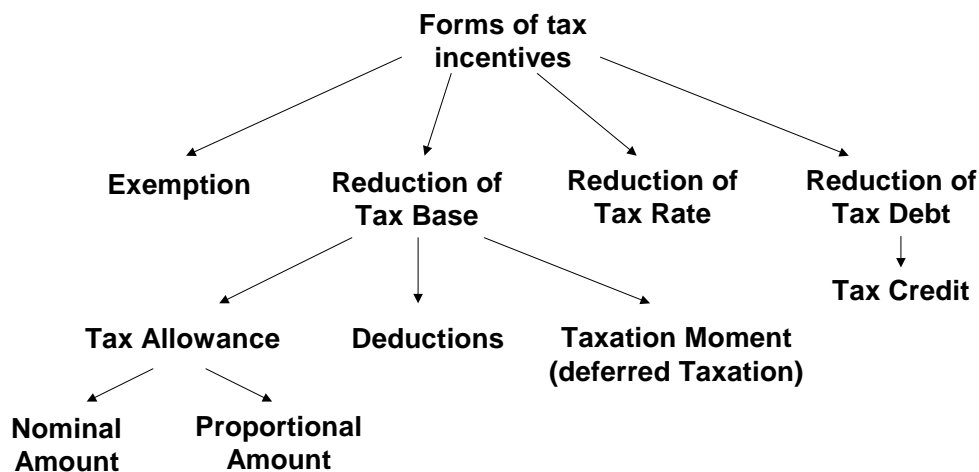 Forms of tax
incentives
Exemption
Reduction of
Tax Base
Reduction of
Tax Rate
Reduction of
Tax Debt
Tax Credit
Tax Allowance
Deductions
Taxation Moment
(deferred Taxation)
Nominal
Amount
Proportional
Amount